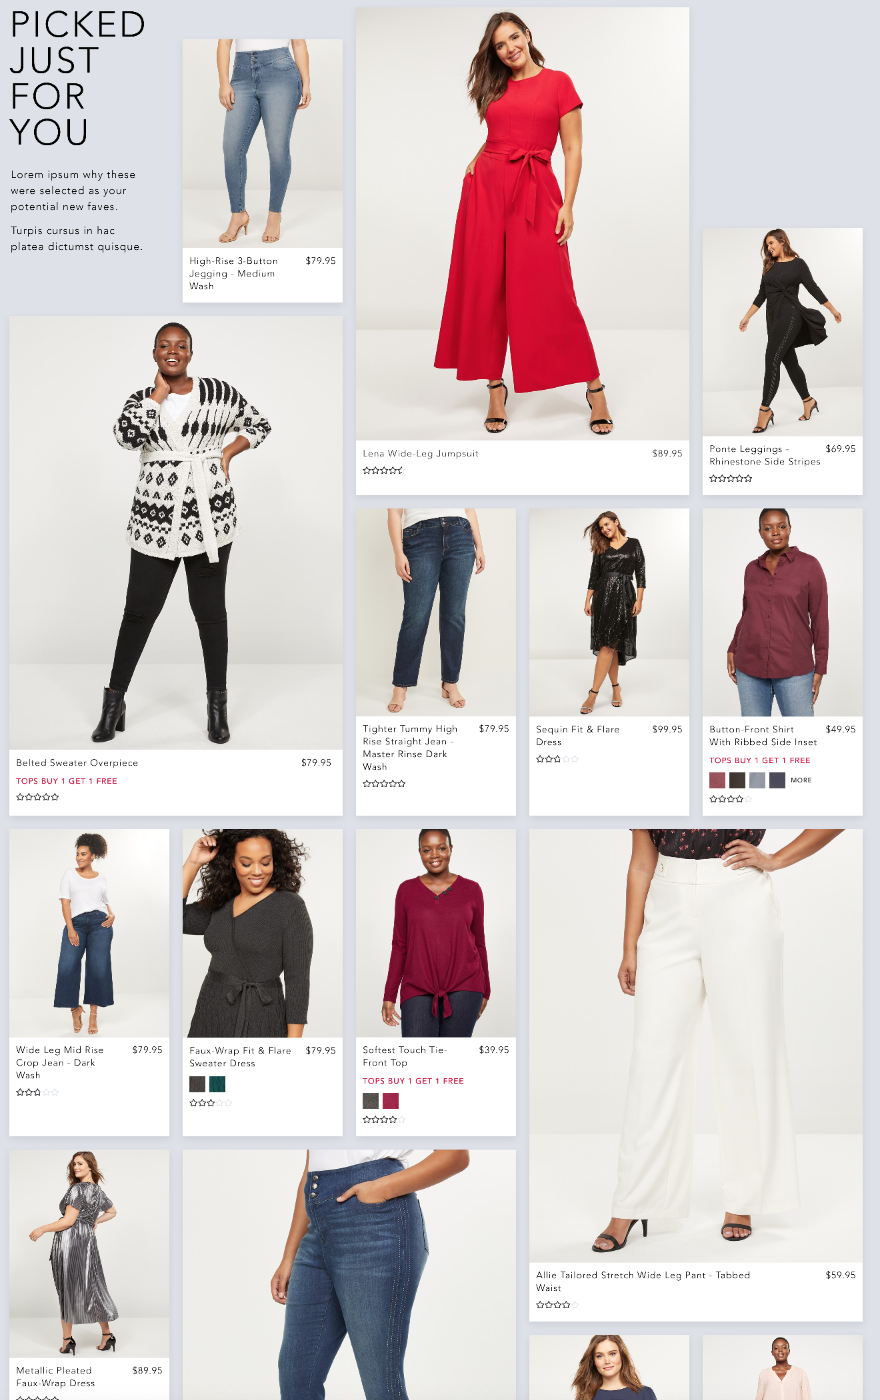 PICKED
JUST
FOR
YOU
Lorem ipsum why these
were selected as your
potential new faves.
Turpis cursus in hac
platea dictumst quisque.
High-Rise 3-Button
Jegging - Medium
Wash
$79.95
Lena Wide-Leg Jumpsuit
$89.95
Ponte Leggings -
Rhinestone Side Stripes
$69.95
Belted Sweater Overpiece
$79.95
TOPS BUY 1 GET 1 FREE
Tighter Tummy High
Rise Straight Jean -
Master Rinse Dark
Wash
$79.95
Sequin Fit & Flare
Dress
$99.95
Button-Front Shirt
With Ribbed Side Inset
$49.95
TOPS BUY 1 GET 1 FREE
MORE
Wide Leg Mid Rise
Crop Jean - Dark
Wash
$79.95
Faux-Wrap Fit & Flare
Sweater Dress
$79.95
Softest Touch Tie-
Front Top
$39.95
TOPS BUY 1 GET 1 FREE
Allie Tailored Stretch Wide Leg Pant - Tabbed
Waist
$59.95
Metallic Pleated
Faux-Wrap Dress
$89.95